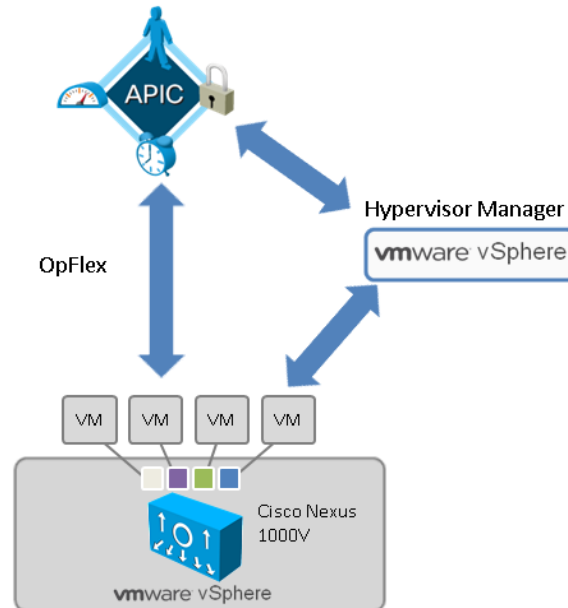 APIC
Hypervisor Manager
vmware vSphere
OpFlex
VM
VM
VM
VM
Cisco Nexus
1000V
vmware vSphere